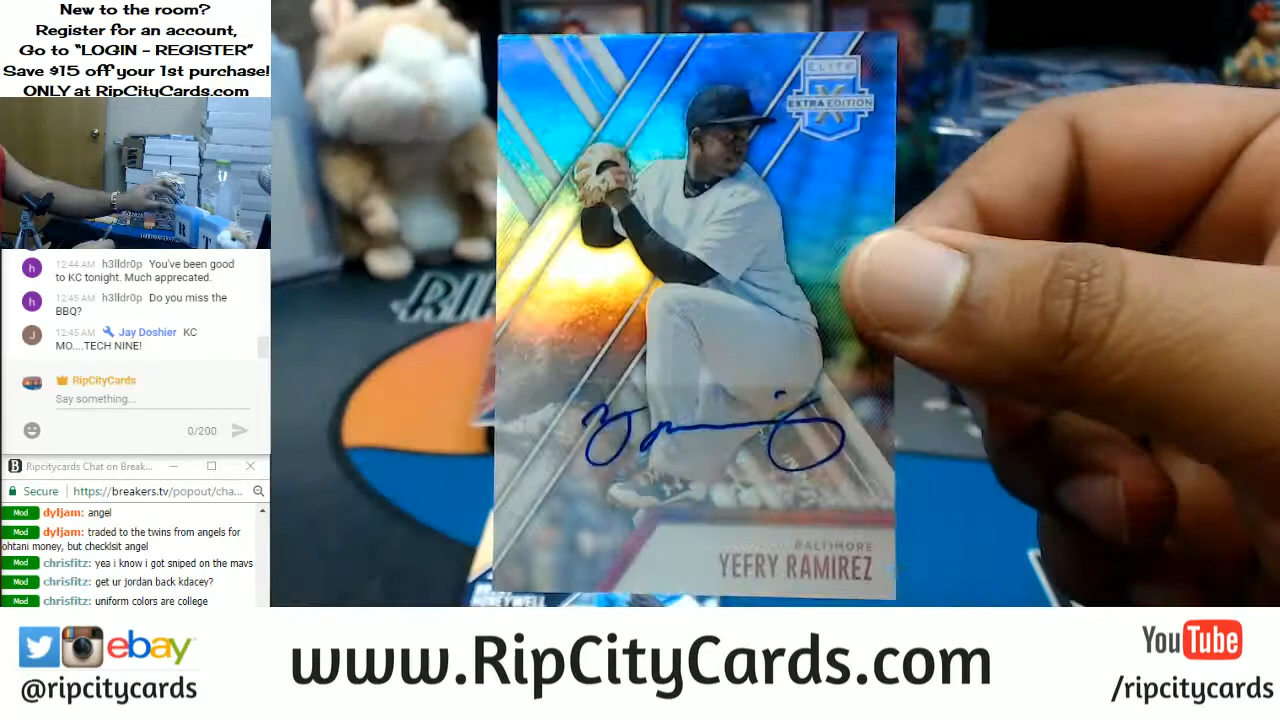 New to the room?
Register for an account,
Go to “LOGIN - REGISTER”
Save $15 off your 1st purchase!
ONLY at RipCityCards.com
h 12:44 AM h3lldr0p You've been good
to KC tonight. Much apprecated.
h 12:45 AM h3lldr0p Do you miss the
BBQ?
J 12:45 AM Jay Doshier KC
MO....TECH NINE!
RipCityCards
Say something...
0/200
Ripcitycards Chat on Break...
Secure https://breakers.tv/popout/cha...
Mod dyljam: angel
Mod dyljam: traded to the twins from angels for
ohtani money, but checklsit angel
Mod chrisfitz: yea i know i got sniped on the mavs
Mod chrisfitz: get ur jordan back kdacey?
Mod chrisfitz: uniform colors are college
ELITE
EXTRA EDITION
BALTIMORE
YEFRY RAMIREZ
ebay
@ripcitycards
www.RipCityCards.com
YouTube
/ripcitycards